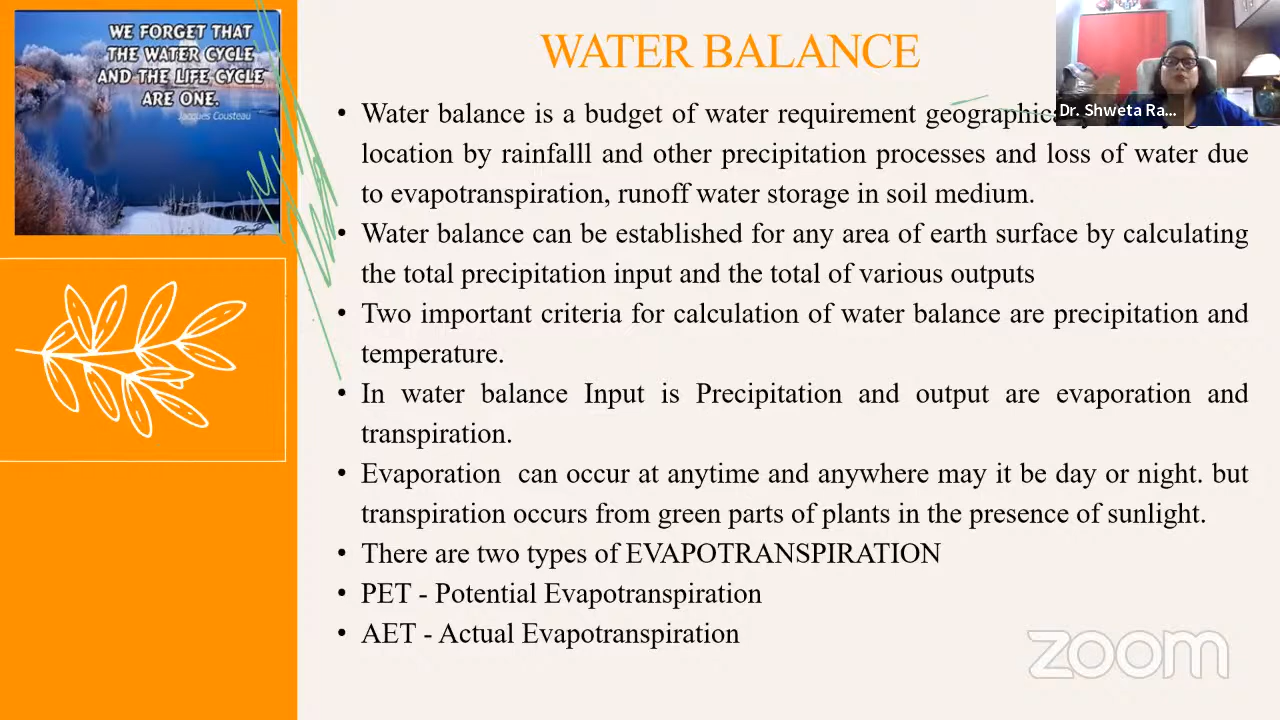 WE FORGET THAT
THE WATER CYCLE
AND THE LIFE CYCLE
ARE ONE.
Jacques Cousteau
WATER BALANCE
Dr. Shweta Ra...
• Water balance is a budget of water requirement
location by rainfalll and other precipitation processes and loss of water due
to evapotranspiration, runoff water storage in soil medium.
• Water balance can be established for any area of earth surface by calculating
the total precipitation input and the total of various outputs
• Two important criteria for calculation of water balance are precipitation and
temperature.
• In water balance Input is Precipitation and output are evaporation and
transpiration.
• Evaporation can occur at anytime and anywhere may it be day or night. but
transpiration occurs from green parts of plants in the presence of sunlight.
• There are two types of EVAPOTRANSPIRATION
• PET - Potential Evapotranspiration
• AET - Actual Evapotranspiration
zoom